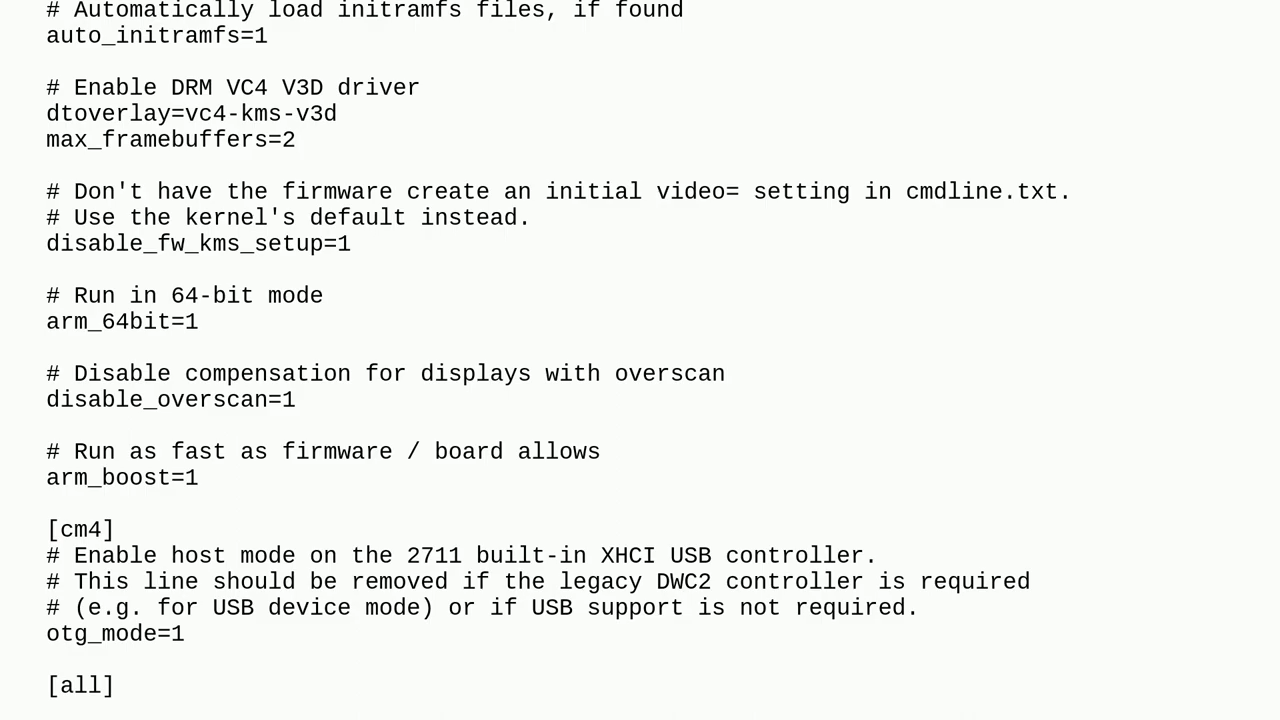 # Automatically load initramfs files, if found
auto_initramfs=1
# Enable DRM VC4 V3D driver
dtoverlay=vc4-kms-v3d
max_framebuffers=2
# Don't have the firmware create an initial video= setting in cmdline.txt.
# Use the kernel's default instead.
disable_fw_kms_setup=1
# Run in 64-bit mode
arm_64bit=1
# Disable compensation for displays with overscan
disable_overscan=1
# Run as fast as firmware / board allows
arm_boost=1
[cm4]
# Enable host mode on the 2711 built-in XHCI USB controller.
# This line should be removed if the legacy DWC2 controller is required
# (e.g. for USB device mode) or if USB support is not required.
otg_mode=1
[all]